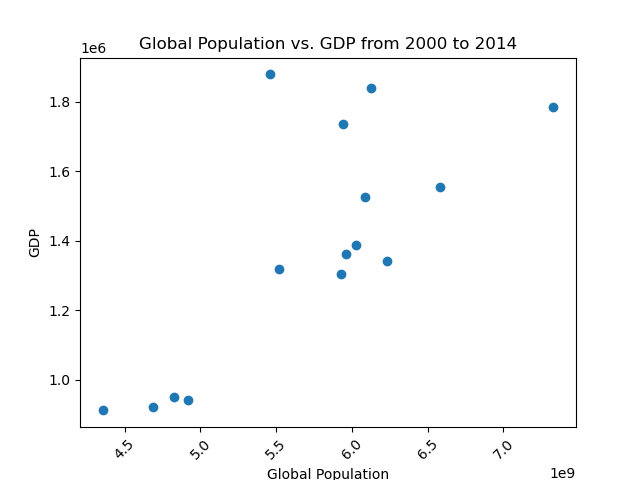 Global Population vs. GDP from 2000 to 2014
1e6
1.8
1.6
1.4
1.2
1.0
GDP
4.5 5.0 5.5 6.0 6.5 7.0
Global Population
1e9